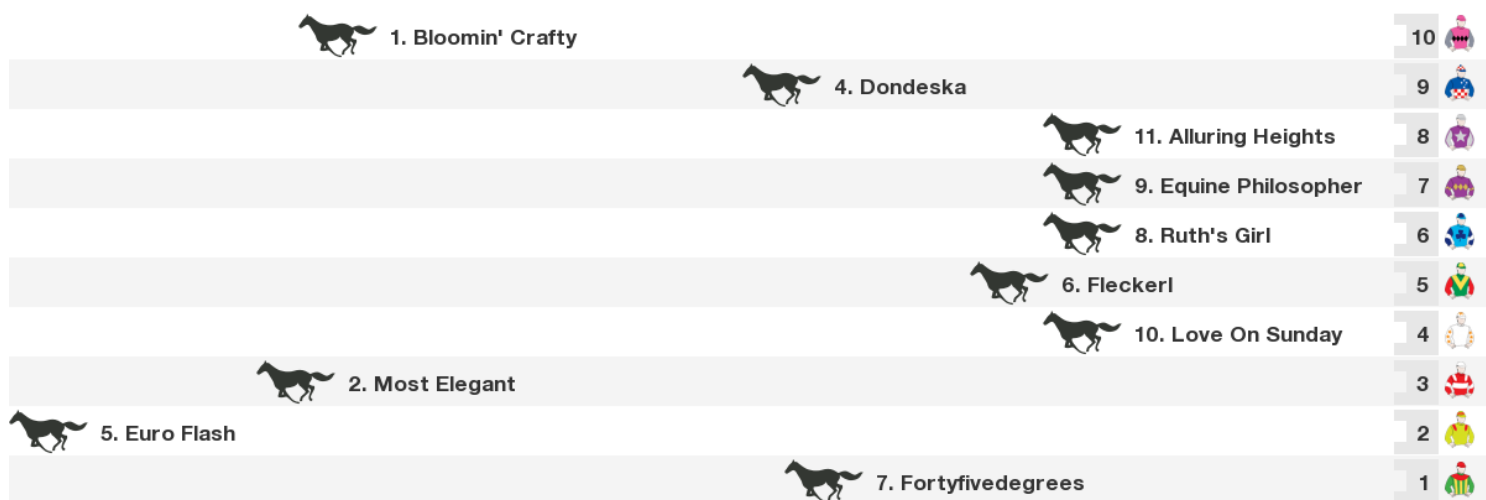 1. Bloomin' Crafty 10
4. Dondeska 9
11. Alluring Heights 8
9. Equine Philosopher 7
8. Ruth's Girl 6
6. Fleckerl 5
10. Love On Sunday 4
2. Most Elegant 3
5. Euro Flash 2
7. Fortyfivedegrees 1